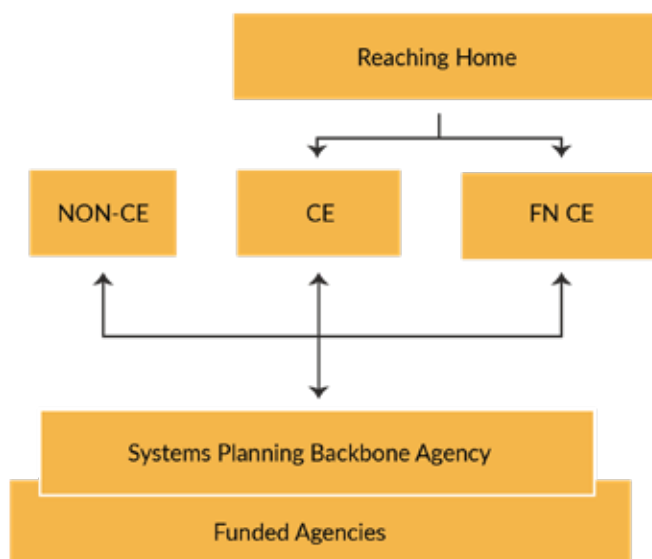 Reaching Home
NON-CE
CE
FN CE
Systems Planning Backbone Agency
Funded Agencies